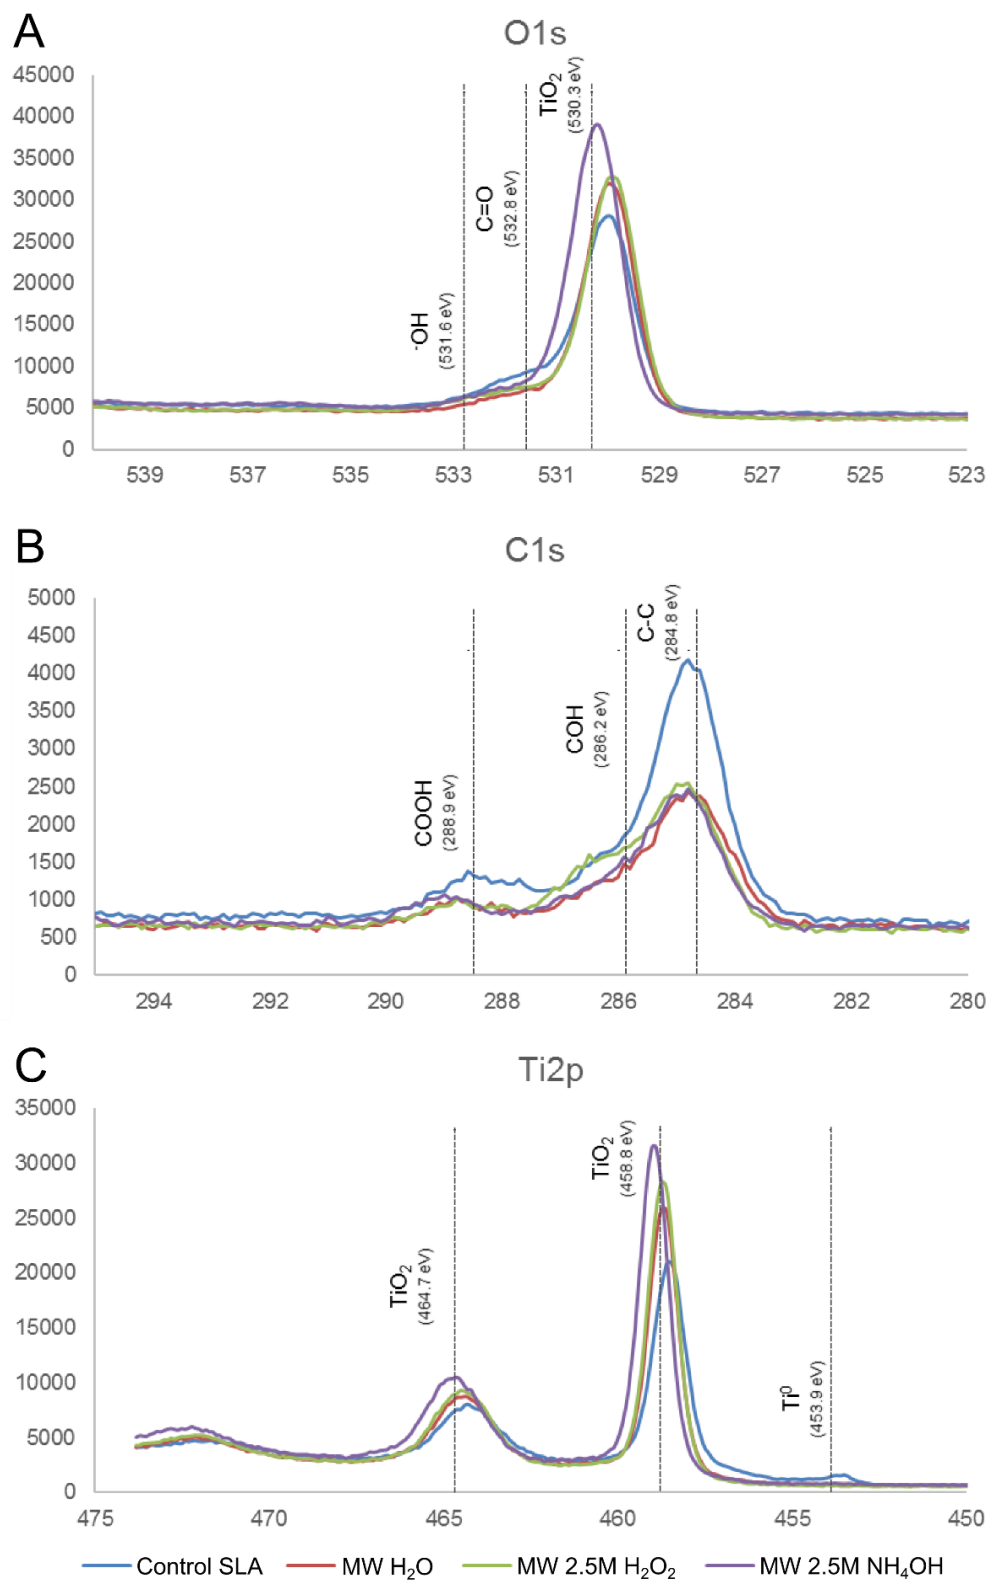 A
O1s
45000
40000
35000
30000
25000
20000
15000
10000
5000
0
-OH
(531.6 eV)
C=O
(532.8 eV)
TiO2
(530.3 eV)
539 537 535 533 531 529 527 525 523
B
C1s
5000
4500
4000
3500
3000
2500
2000
1500
1000
500
0
COOH
(288.9 eV)
COH
(286.2 eV)
C-C
(284.8 eV)
294 292 290 288 286 284 282 280
C
Ti2p
35000
30000
25000
20000
15000
10000
5000
0
TiO2
(464.7 eV)
TiO2
(458.8 eV)
Ti0
(453.9 eV)
475 470 465 460 455 450
Control SLA MW H2O MW 2.5M H2O2 MW 2.5M NH4OH